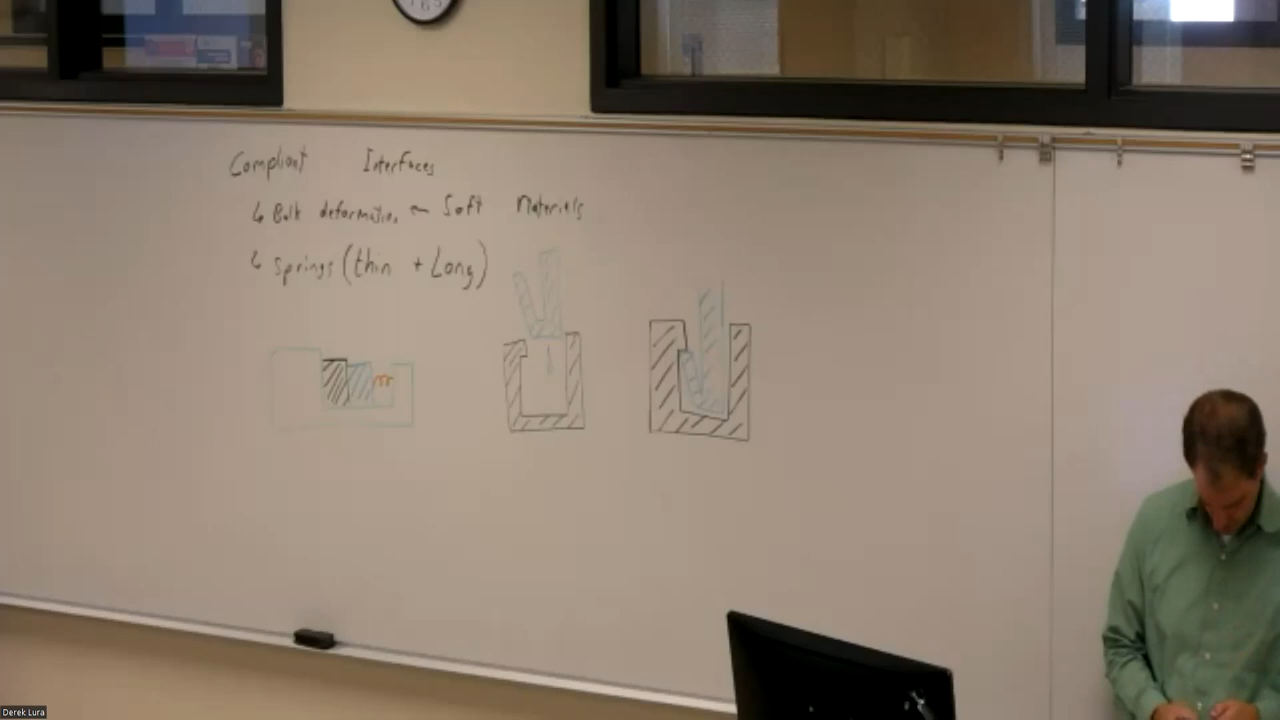 Compliant Interfaces
↳ Bulk deformation ← Soft Materials
↳ Springs (thin + Long)
Derek Lura